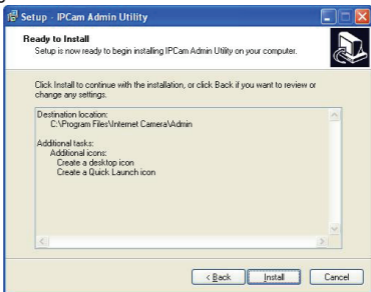 Setup - IPCam Admin Utility
Ready to Install
Setup is now ready to begin installing IPCam Admin Utility on your computer.
Click Install to continue with the installation, or click Back if you want to review or
change any settings.
Destination location:
C:\Program Files\Internet Camera\Admin
Additional tasks:
Additional icons:
Create a desktop icon
Create a Quick Launch icon
< Back
Install
Cancel